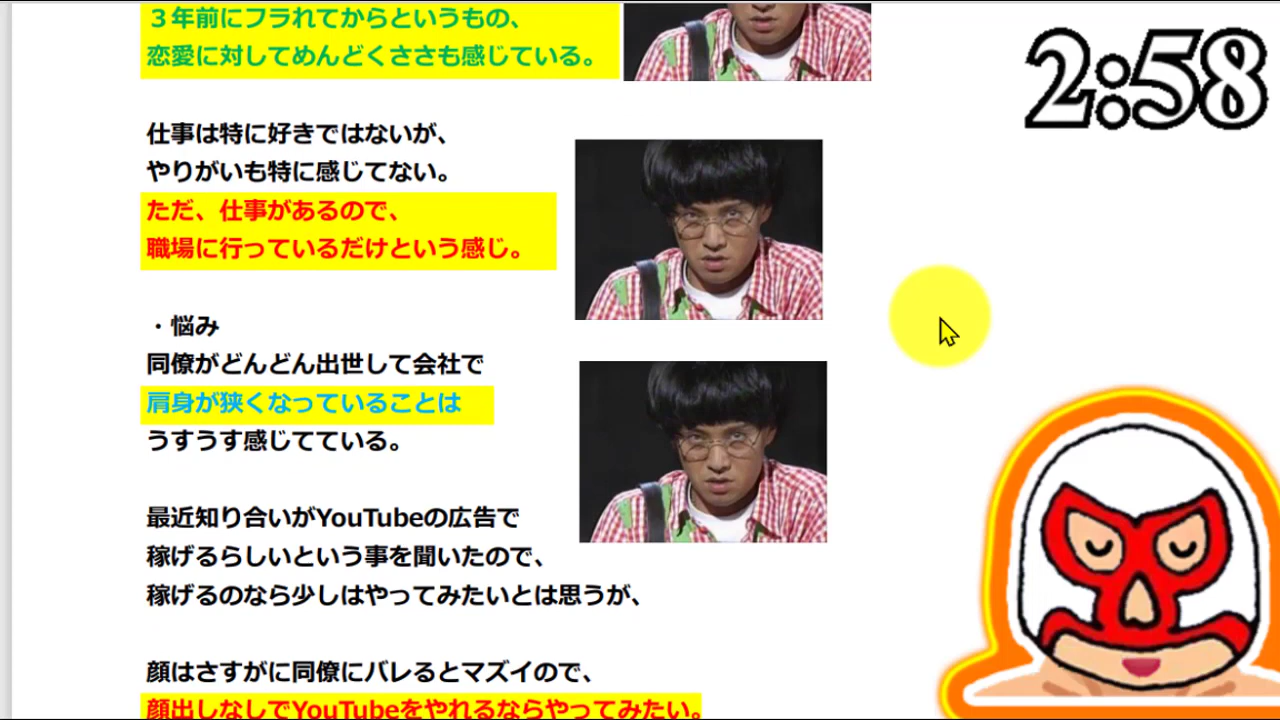 ３年前にフラれてからというもの、
恋愛に対してめんどくささも感じている。
2:58
仕事は特に好きではないが、
やりがいも特に感じてない。
ただ、仕事があるので、
職場に行っているだけという感じ。
・悩み
同僚がどんどん出世して会社で
肩身が狭くなっていることは
うすうす感じてている。
最近知り合いがYouTubeの広告で
稼げるらしいという事を聞いたので、
稼げるのなら少しはやってみたいとは思うが、
顔はさすがに同僚にバレるとマズイので、
顔出しなしでYouTubeをやれるならやってみたい。